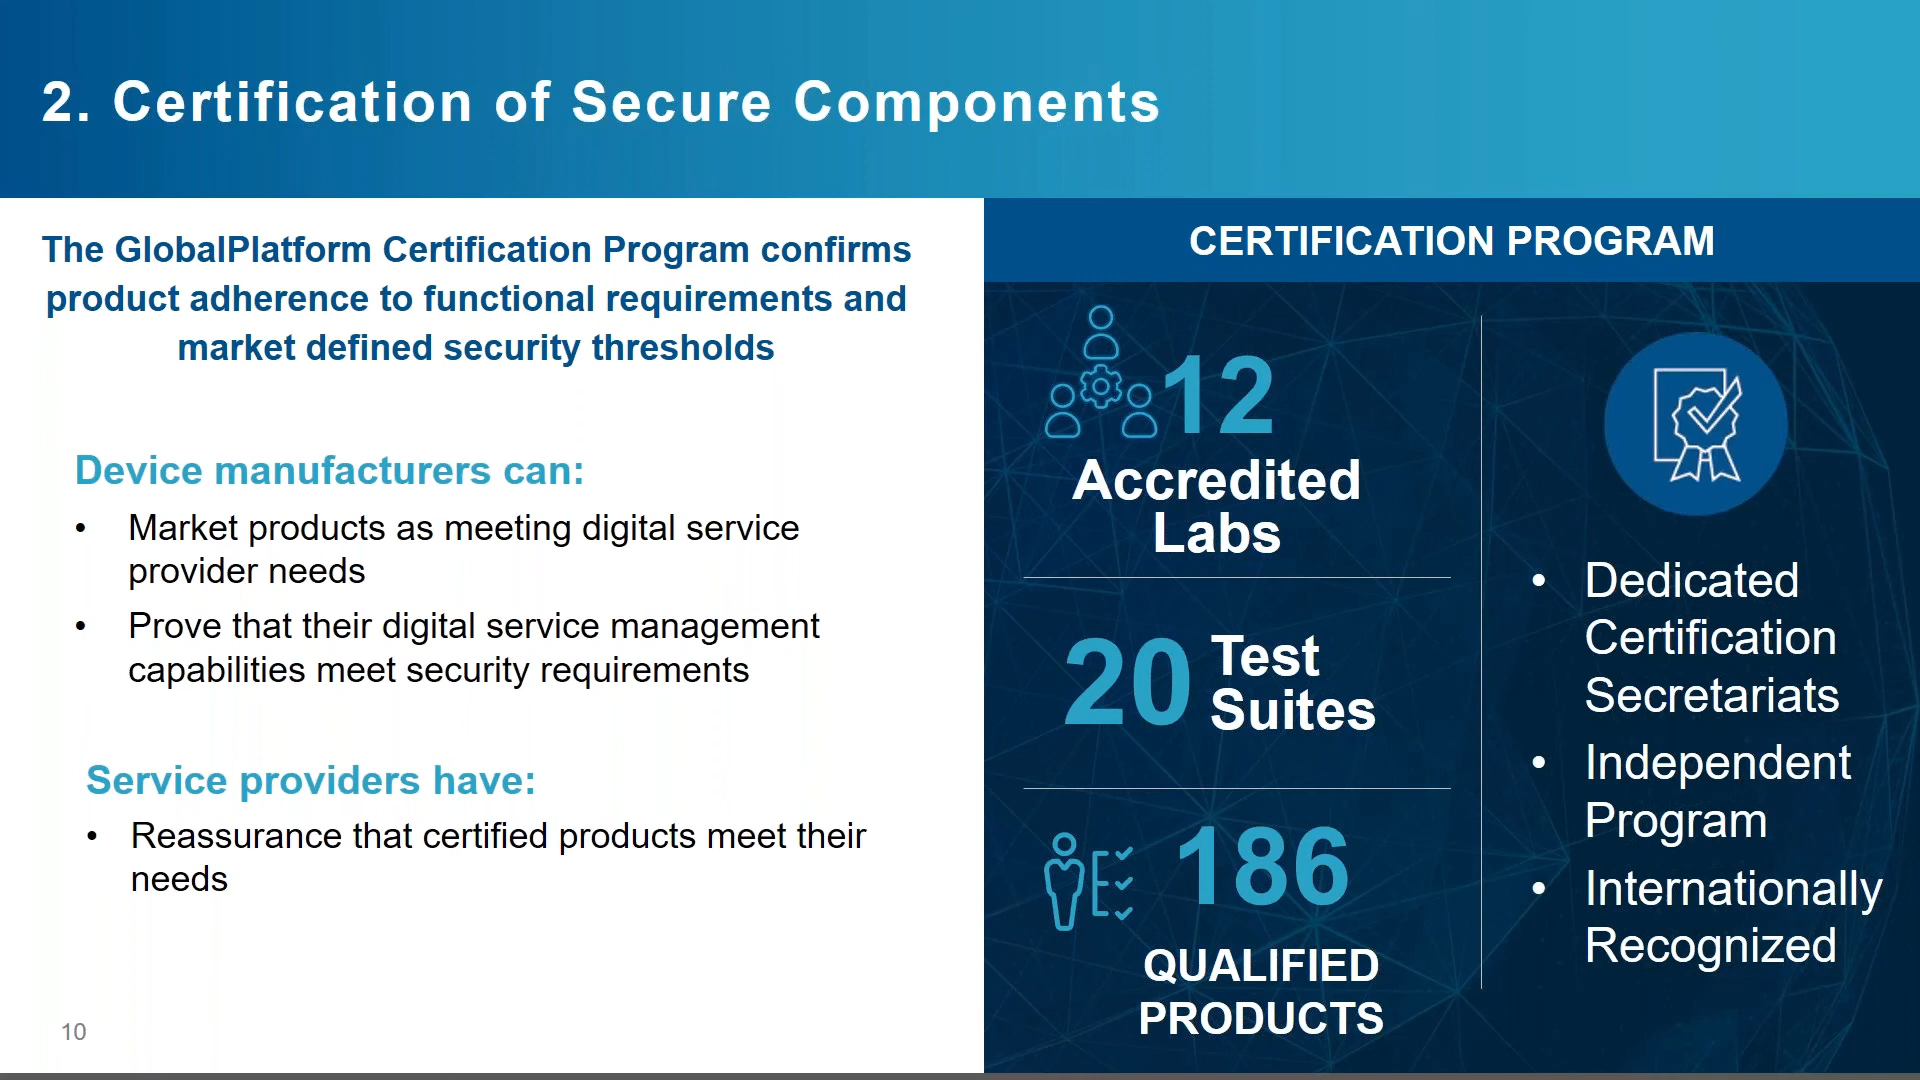 2. Certification of Secure Components
The GlobalPlatform Certification Program confirms
product adherence to functional requirements and
market defined security thresholds
Device manufacturers can:
• Market products as meeting digital service
provider needs
• Prove that their digital service management
capabilities meet security requirements
Service providers have:
• Reassurance that certified products meet their
needs
10
CERTIFICATION PROGRAM
12
Accredited
Labs
20 Test
Suites
186
QUALIFIED
PRODUCTS
• Dedicated
Certification
Secretariats
• Independent
Program
• Internationally
Recognized